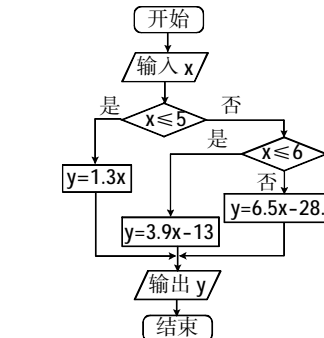 开始
输入 x
是
x≤5
否
是
x≤6
y=1.3x
否
y=6.5x-28.
y=3.9x-13
输出 y
结束